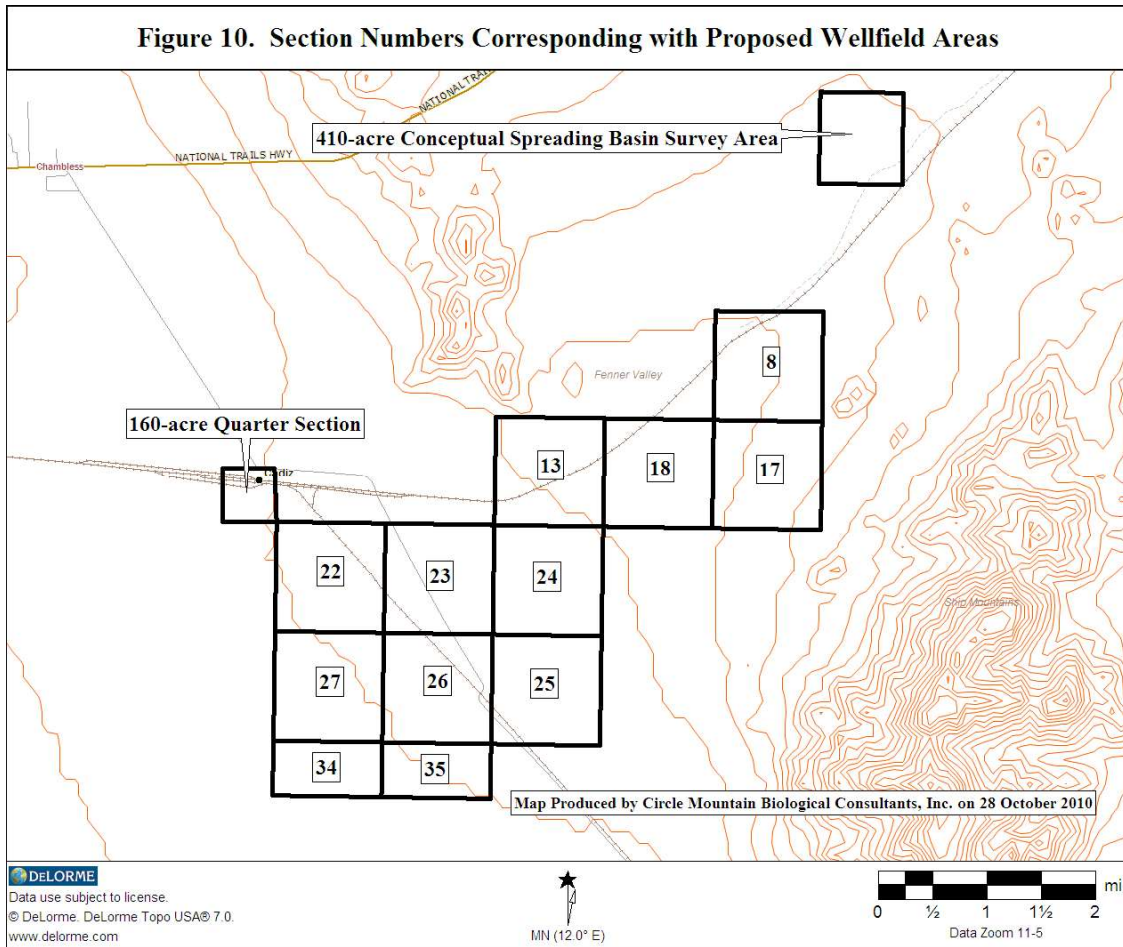 Figure 10. Section Numbers Corresponding with Proposed Wellfield Areas
NATIONAL TRAI
410-acre Conceptual Spreading Basin Survey Area
NATIONAL TRAILS HWY
Chambless
8
Fenner Valley
160-acre Quarter Section
13
18
17
22
23
24
Ship Mountains
27
26
25
34
35
Map Produced by Circle Mountain Biological Consultants, Inc. on 28 October 2010
DELORME
Data use subject to license.
© DeLorme. DeLorme Topo USA® 7.0.
www.delorme.com
MN (12.0° E)
mi
0 ½ 1 1½ 2
Data Zoom 11-5